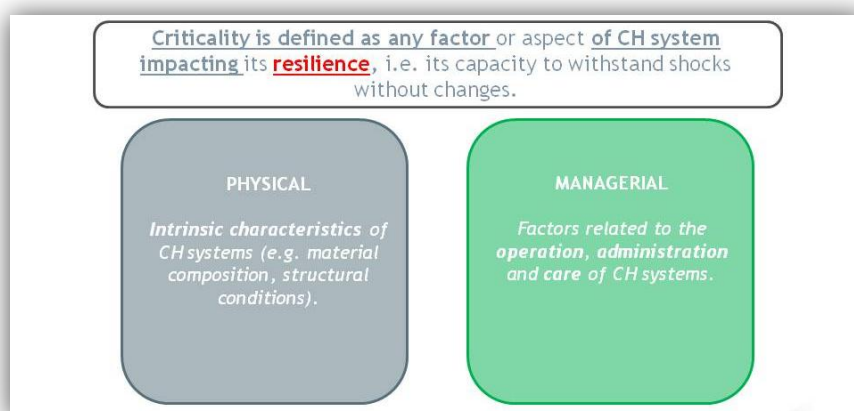 Criticality is defined as any factor or aspect of CH system
impacting its resilience, i.e. its capacity to withstand shocks
without changes.
PHYSICAL
Intrinsic characteristics of
CH systems (e.g. material
composition, structural
conditions).
MANAGERIAL
Factors related to the
operation, administration
and care of CH systems.